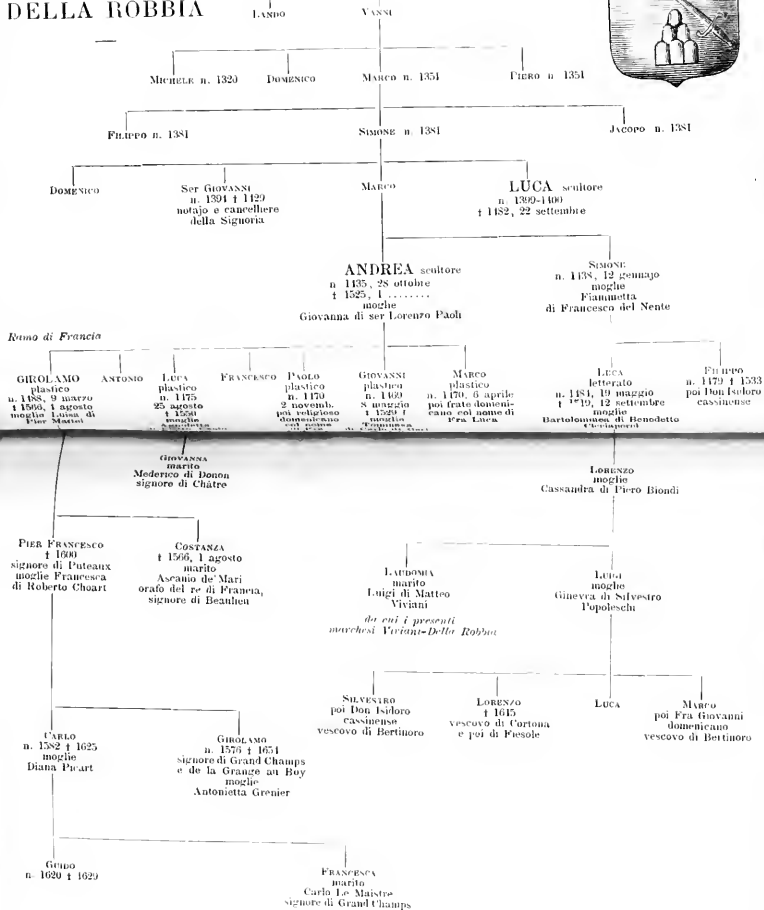 DELLA ROBBIA
LANDO
VANNI
MICHELE n. 1320
DOMENICO
MARCO n. 1351
PIERO n. 1351
FILIPPO n. 1381
SIMONE n. 1381
JACOPO n. 1381
DOMENICO
Ser GIOVANNI
n. 1394 † 1429
notajo e cancelliere
della Signoria
MARCO
LUCA scultore
n. 1399-1400
† 1482, 22 settembre
ANDREA scultore
n 1435, 28 ottobre
† 1525, 1 ........
moglie
Giovanna di ser Lorenzo Paoli
SIMONE
n. 1438, 12 gennajo
moglie
Fiammetta
di Francesco del Nente
Ramo di Francia
GIROLAMO
plastico
n. 1488, 9 marzo
† 1566, 1 agosto
moglie Luisa di
Pier Mattei
ANTONIO
LUCA
plastico
n. 1475
25 agosto
† 1550
moglie
FRANCESCO
PAOLO
plastico
n. 1470
2 novemb.
poi religioso
domenicano
col nome
GIOVANNI
plastico
n. 1469
8 maggio
† 1529 ?
moglie
Tommasa
MARCO
plastico
n. 1470, 6 aprile
poi frate domeni-
cano col nome di
Fra Luca
LUCA
letterato
n. 1484, 19 maggio
† 1519, 12 settembre
moglie
Bartolommea di Benedetto
FILIPPO
n. 1479 † 1533
poi Don Isidoro
cassinense
GIOVANNA
marito
Mederico di Donon
signore di Châtre
LORENZO
moglie
Cassandra di Piero Biondi
PIER FRANCESCO
† 1600
signore di Puteaux
moglie Francesca
di Roberto Choart
COSTANZA
† 1566, 1 agosto
marito
Ascanio de' Mari
orafo del re di Francia,
signore di Beaulieu
LAUDOMIA
marito
Luigi di Matteo
Viviani
da cui i presenti
marchesi Viviani-Della Robbia
LUIGI
moglie
Ginevra di Silvestro
Popoleschi
SILVESTRO
poi Don Isidoro
cassinense
vescovo di Bertinoro
LORENZO
† 1645
vescovo di Cortona
e poi di Fiesole
LUCA
MARCO
poi Fra Giovanni
domenicano
vescovo di Bertinoro
CARLO
n. 1582 † 1625
moglie
Diana Picart
GIROLAMO
n. 1576 † 1651
signore di Grand Champs
e de la Grange au Boy
moglie
Antonietta Grenier
GUIDO
n. 1620 † 1629
FRANCESCA
marito
Carlo Le Maistre
signore di Grand Champs